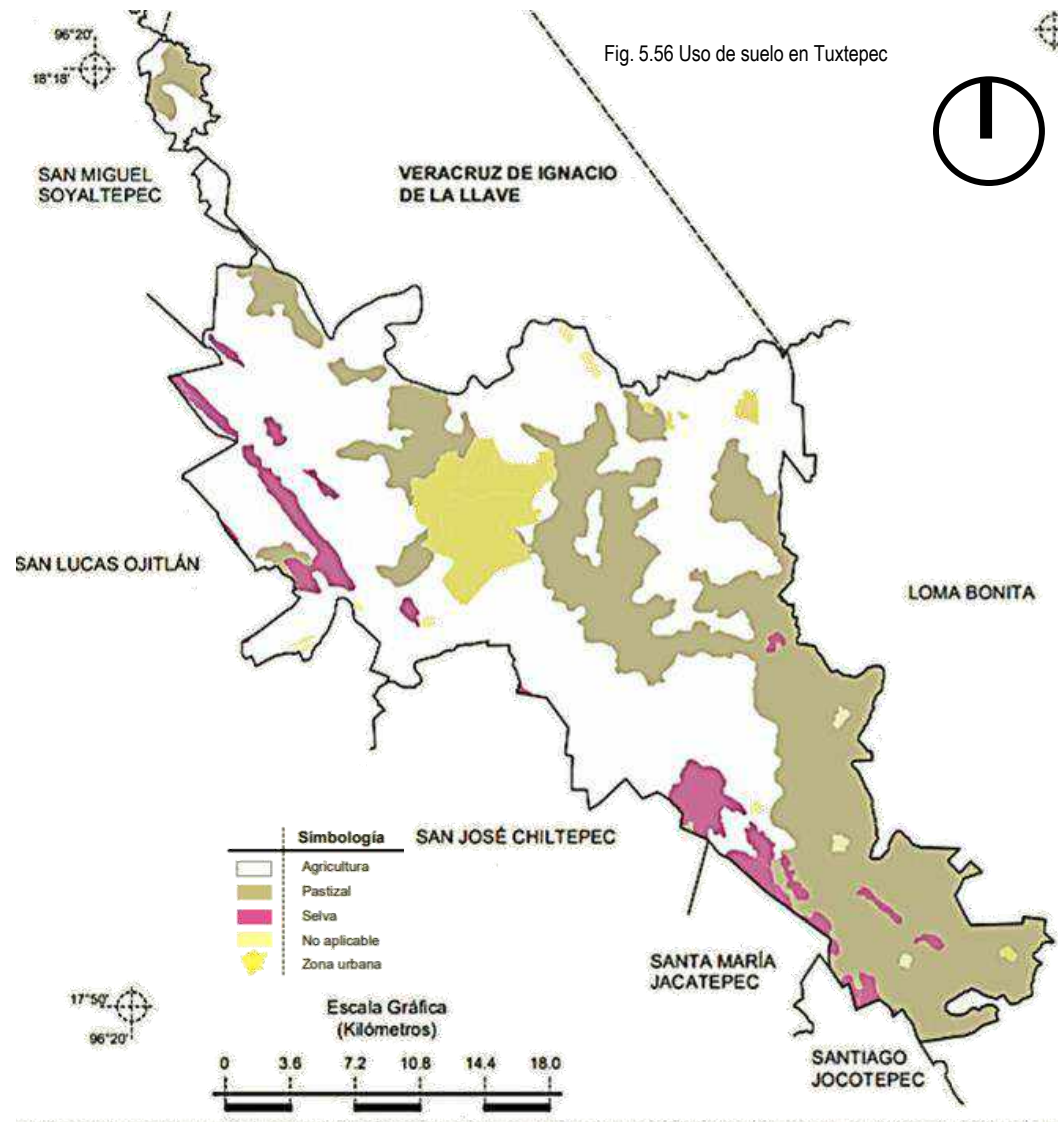 Fig. 5.56 Uso de suelo en Tuxtepec
96°20'
18°18'
SAN MIGUEL
SOYALTEPEC
VERACRUZ DE IGNACIO
DE LA LLAVE
SAN LUCAS OJITLÁN
LOMA BONITA
SAN JOSÉ CHILTEPEC
Simbología
Agricultura
Pastizal
Selva
No aplicable
Zona urbana
SANTA MARÍA
JACATEPEC
SANTIAGO
JOCOTEPEC
17°50'
96°20'
Escala Gráfica
(Kilómetros)
0 3.6 7.2 10.8 14.4 18.0